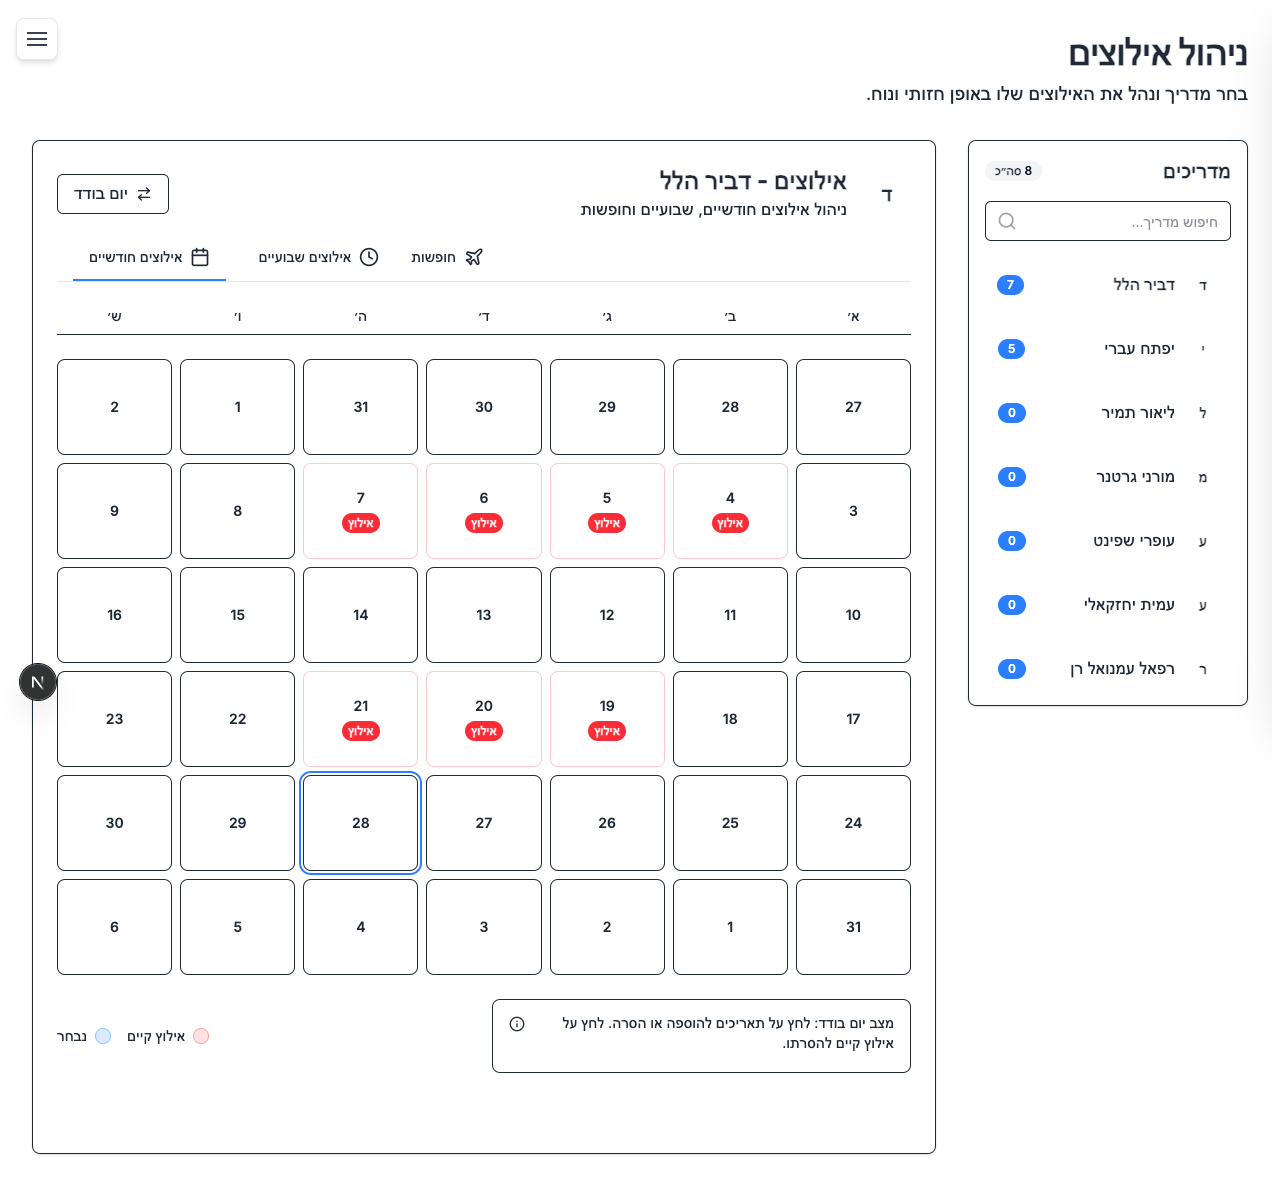 ניהול אילוצים
בחר מדריך ונהל את האילוצים שלו באופן חזותי ונוח.
מדריכים
8 סה״כ
חיפוש מדריך...
ד דביר הלל 7
י יפתח עברי 5
ל ליאור תמיר 0
מ מורני גרטנר 0
ע עופרי שפינט 0
ע עמית יחזקאלי 0
ר רפאל עמנואל רן 0
ד
אילוצים - דביר הלל
ניהול אילוצים חודשיים, שבועיים וחופשות
יום בודד
חופשות אילוצים שבועיים אילוצים חודשיים
א׳ ב׳ ג׳ ד׳ ה׳ ו׳ ש׳
27 28 29 30 31 1 2
3 4 5 6 7 8 9
אילוץ אילוץ אילוץ אילוץ
10 11 12 13 14 15 16
17 18 19 20 21 22 23
אילוץ אילוץ אילוץ
24 25 26 27 28 29 30
31 1 2 3 4 5 6
מצב יום בודד: לחץ על תאריכים להוספה או הסרה. לחץ על
אילוץ קיים להסרתו.
אילוץ קיים נבחר
N